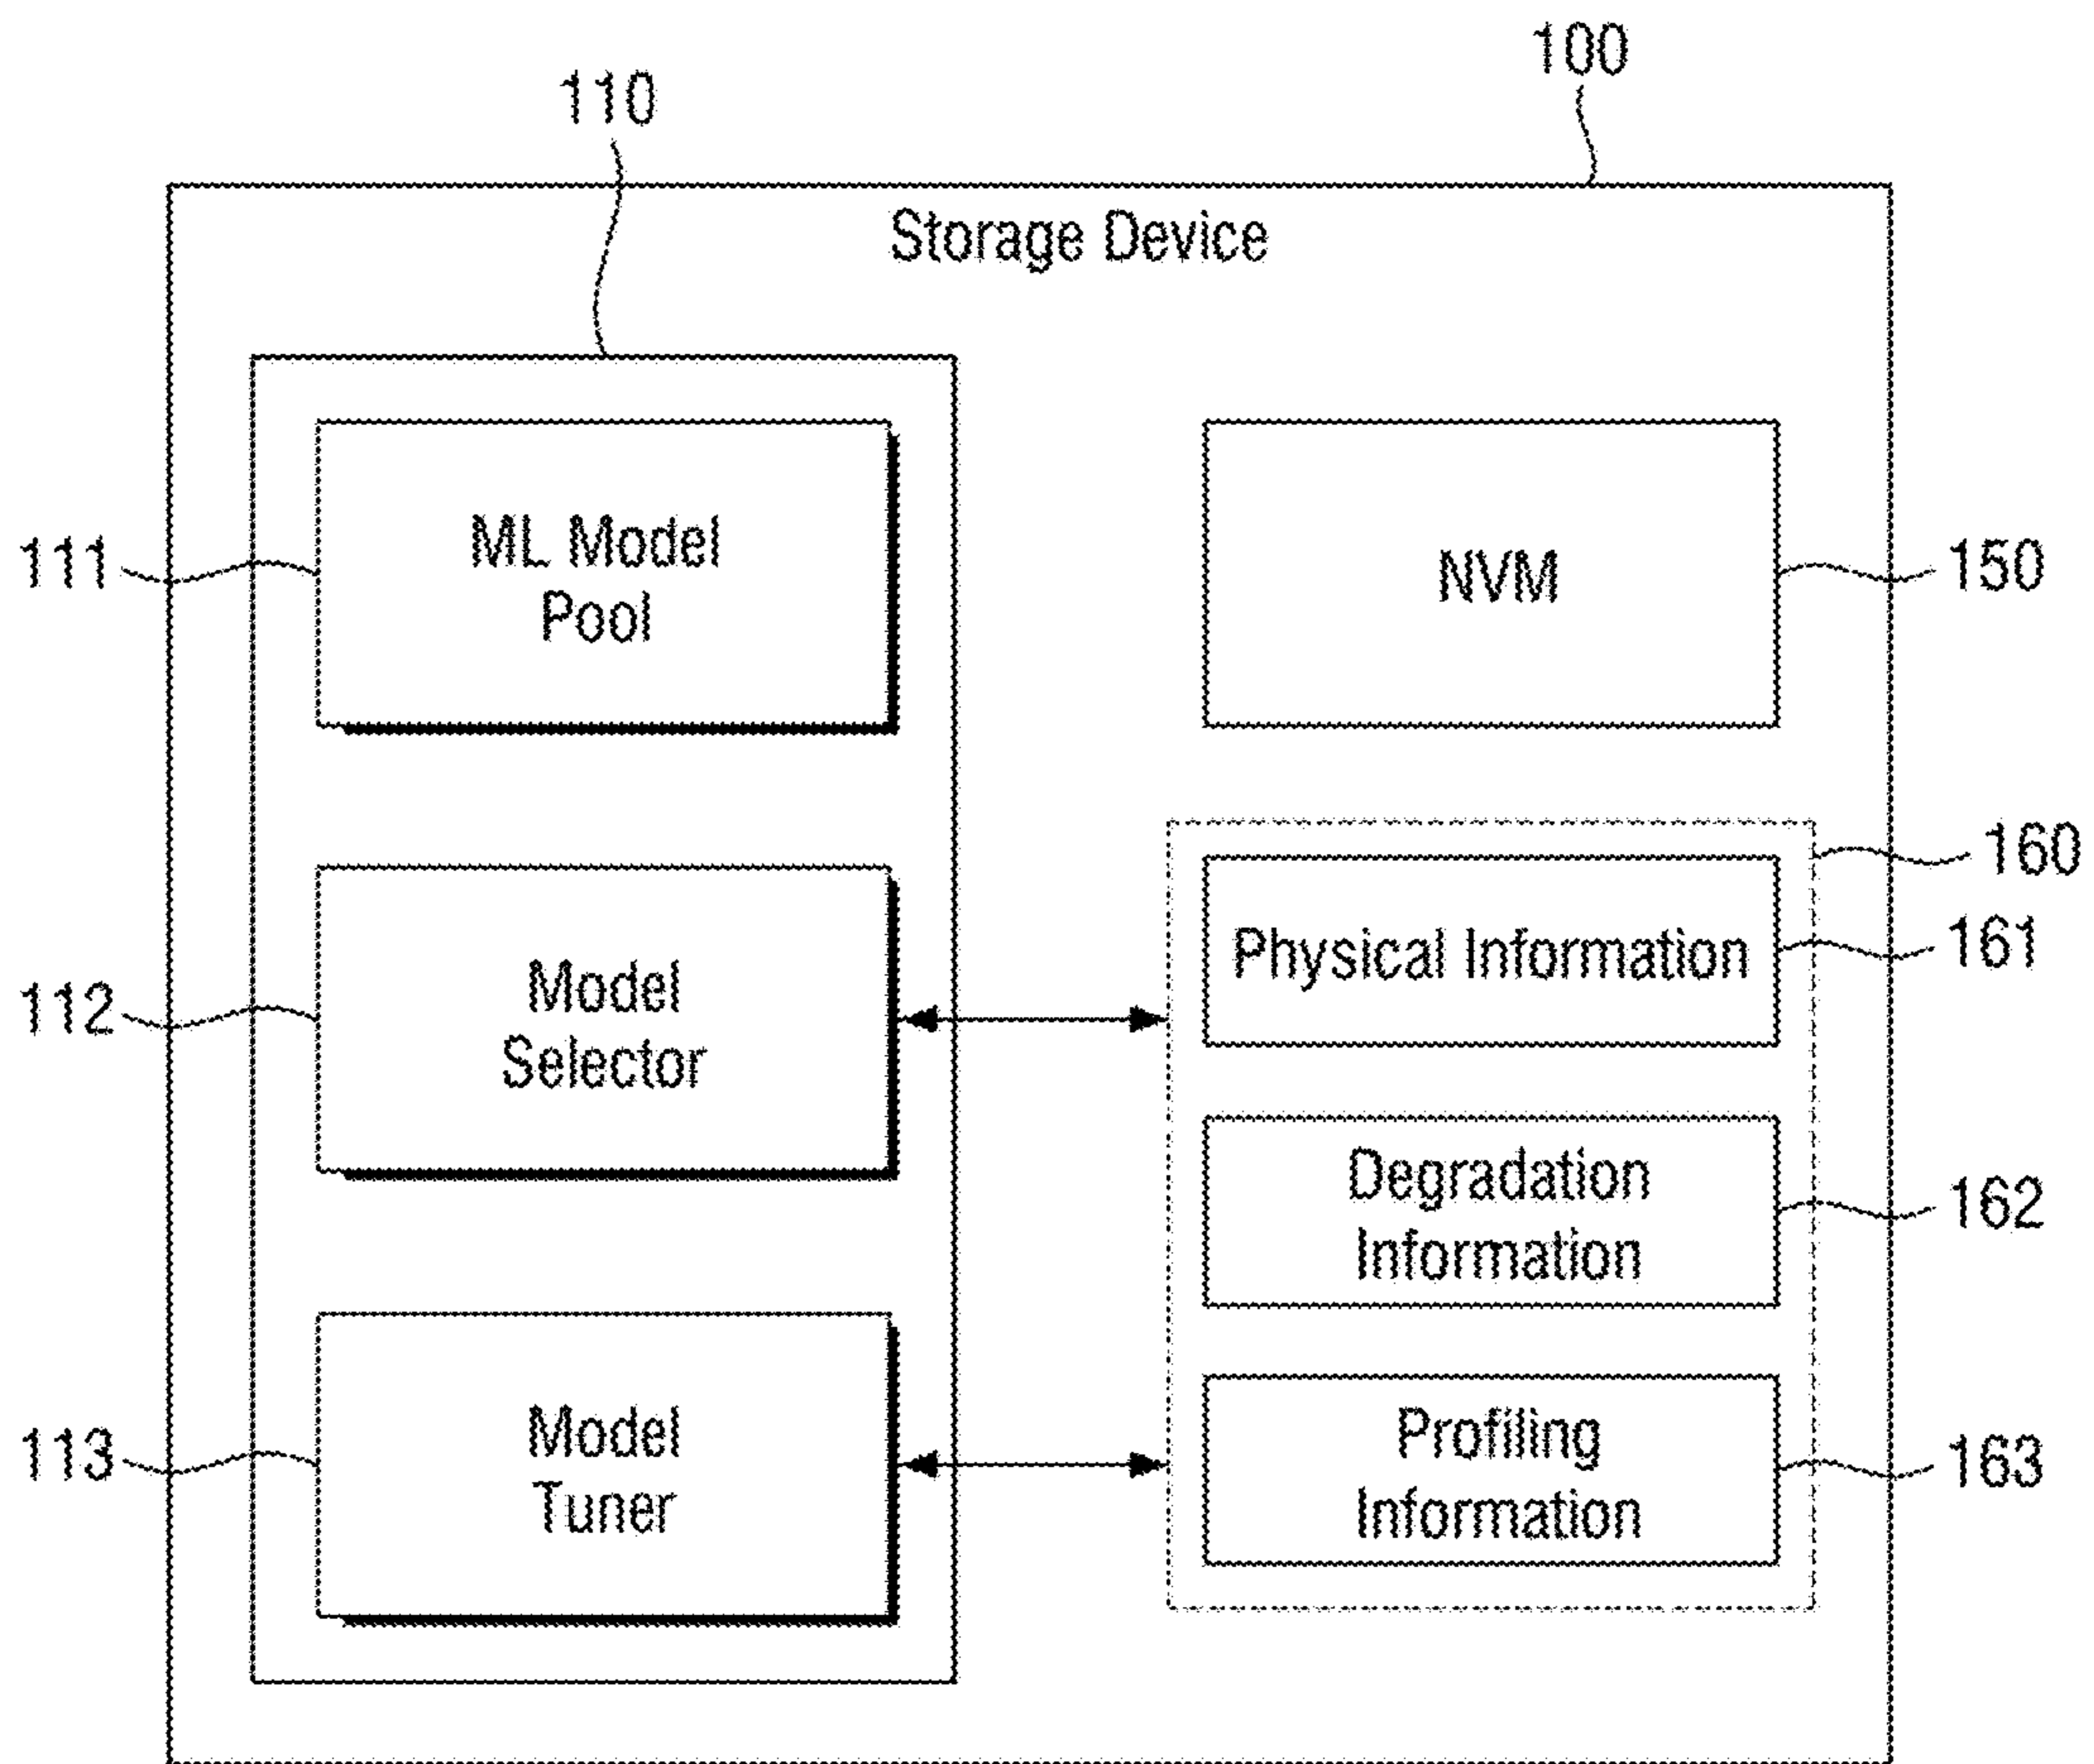 100
110
Storage Device
111
ML Model
Pool
NVM
150
160
Physical Information
161
112
Model
Selector
Degradation
Information
162
113
Model
Tuner
Profiling
Information
163